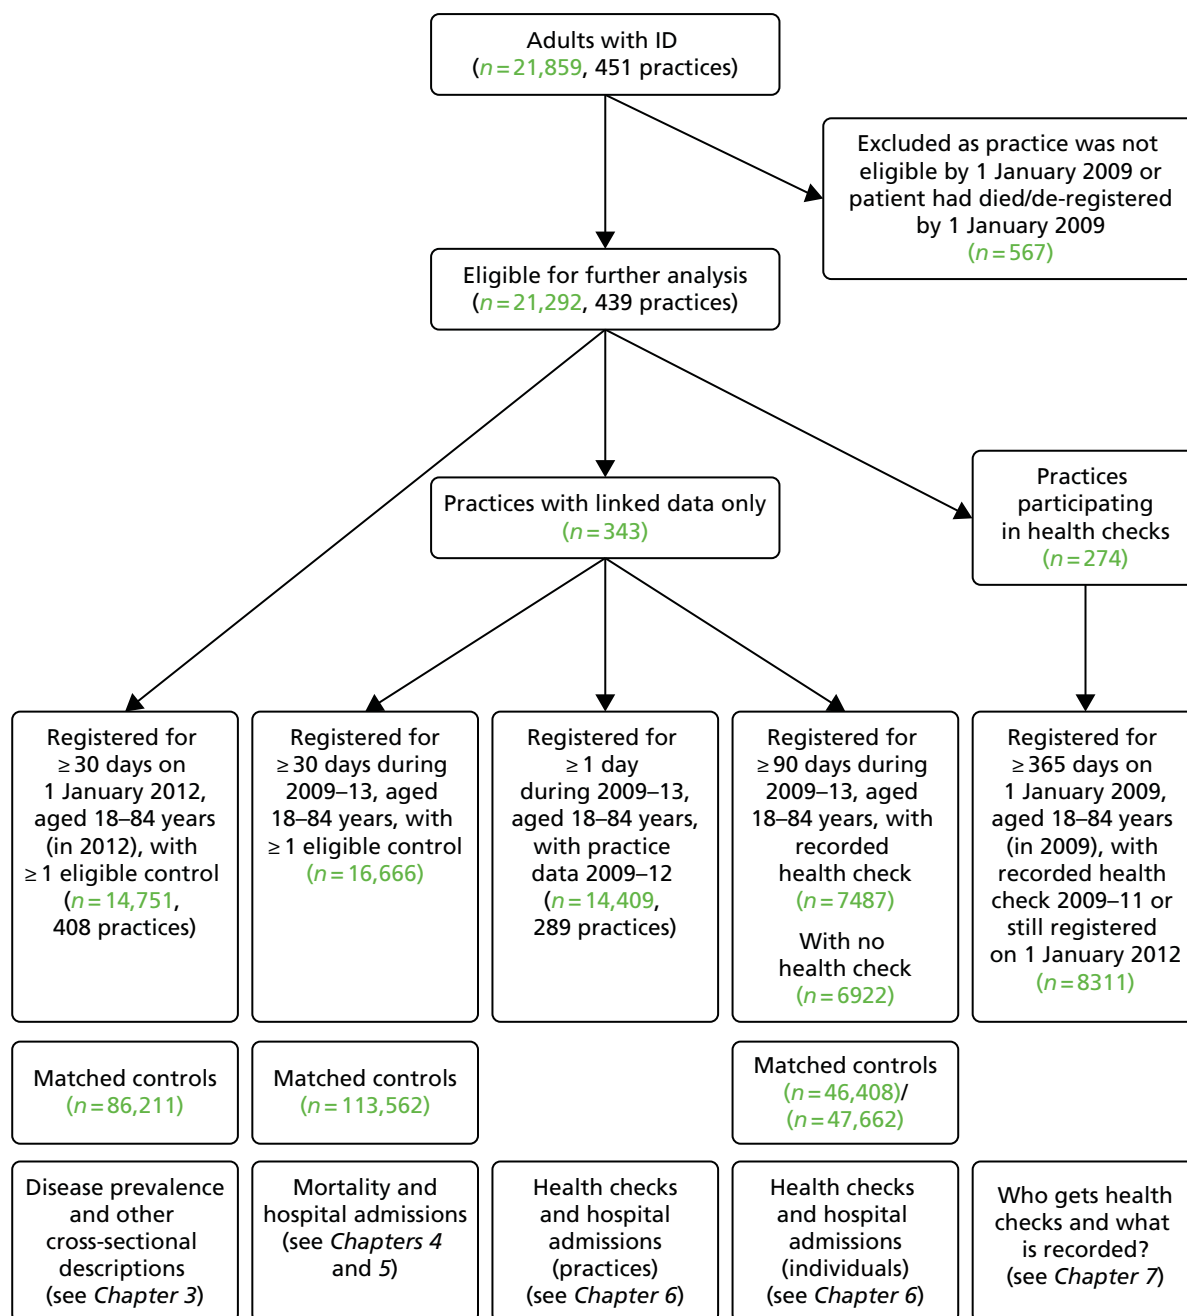 Adults with ID
(n=21,859, 451 practices)
Excluded as practice was not
eligible by 1 January 2009 or
patient had died/de-registered
by 1 January 2009
(n=567)
Eligible for further analysis
(n=21,292, 439 practices)
Practices with linked data only
(n=343)
Practices
participating
in health checks
(n=274)
Registered for
≥30 days on
1 January 2012,
aged 18–84 years
(in 2012), with
≥1 eligible control
(n=14,751,
408 practices)
Registered for
≥30 days during
2009–13, aged
18–84 years, with
≥1 eligible control
(n=16,666)
Registered for
≥1 day
during 2009–13,
aged 18–84 years,
with practice
data 2009–12
(n=14,409,
289 practices)
Registered for
≥90 days during
2009–13, aged
18–84 years, with
recorded
health check
(n=7487)
With no
health check
(n=6922)
Registered for
≥365 days on
1 January 2009,
aged 18–84 years
(in 2009), with
recorded health
check 2009–11 or
still registered
on 1 January 2012
(n=8311)
Matched controls
(n=86,211)
Matched controls
(n=113,562)
Matched controls
(n=46,408)/
(n=47,662)
Disease prevalence
and other
cross-sectional
descriptions
(see Chapter 3)
Mortality and
hospital admissions
(see Chapters 4
and 5)
Health checks
and hospital
admissions
(practices)
(see Chapter 6)
Health checks
and hospital
admissions
(individuals)
(see Chapter 6)
Who gets health
checks and what
is recorded?
(see Chapter 7)